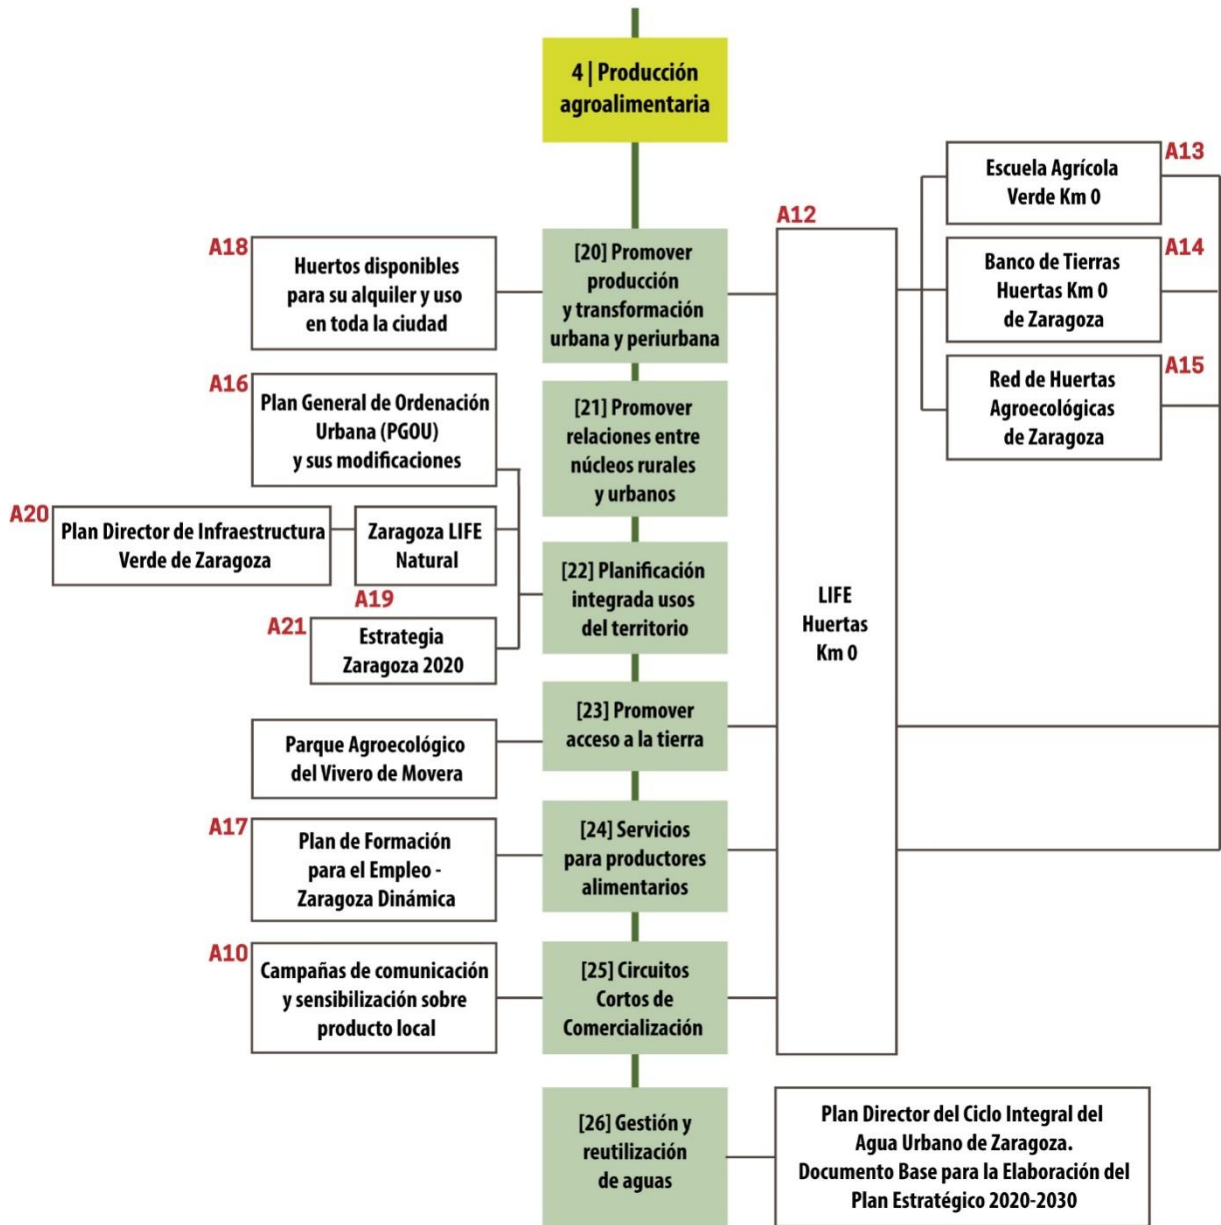 4 | Producción
agroalimentaria
A13
Escuela Agrícola
Verde Km 0
A12
A14
Banco de Tierras
Huertas Km 0
de Zaragoza
A15
Red de Huertas
Agroecológicas
de Zaragoza
A18
Huertos disponibles
para su alquiler y uso
en toda la ciudad
[20] Promover
producción
y transformación
urbana y periurbana
A16
Plan General de Ordenación
Urbana (PGOU)
y sus modificaciones
[21] Promover
relaciones entre
núcleos rurales
y urbanos
A20
Plan Director de Infraestructura
Verde de Zaragoza
Zaragoza LIFE
Natural
A19
[22] Planificación
integrada usos
del territorio
LIFE
Huertas
Km 0
A21
Estrategia
Zaragoza 2020
[23] Promover
acceso a la tierra
Parque Agroecológico
del Vivero de Movera
A17
Plan de Formación
para el Empleo -
Zaragoza Dinámica
[24] Servicios
para productores
alimentarios
A10
Campañas de comunicación
y sensibilización sobre
producto local
[25] Circuitos
Cortos de
Comercialización
[26] Gestión y
reutilización
de aguas
Plan Director del Ciclo Integral del
Agua Urbano de Zaragoza.
Documento Base para la Elaboración del
Plan Estratégico 2020-2030